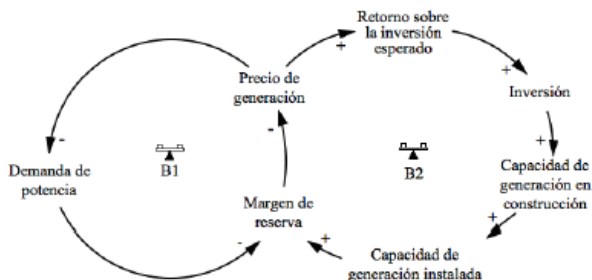 Retorno sobre
la inversión
esperado
+
+
Precio de
generación
Inversión
-
-
+
B1
B2
Demanda de
potencia
Capacidad de
generación en
construcción
Margen de
reserva
+
-
+
Capacidad de
generación instalada